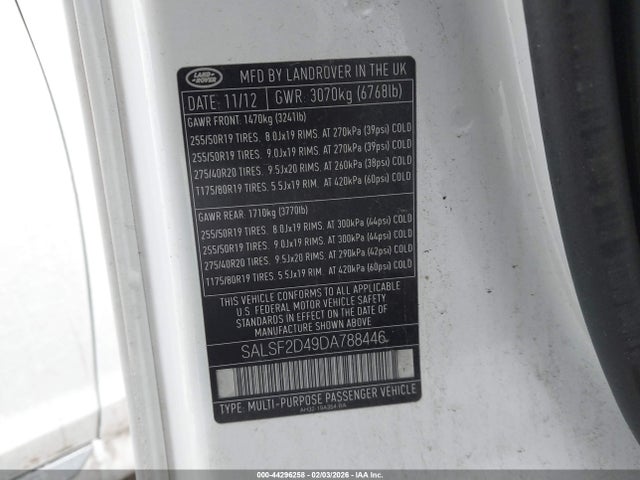 LAND ROVER
MFD BY LANDROVER IN THE UK
DATE: 11/12 GWR: 3070kg (6768lb)
GAWR FRONT: 1470kg (3241lb)
255/50R19 TIRES. 8.0Jx19 RIMS. AT 270kPa (39psi) COLD
255/50R19 TIRES. 9.0Jx19 RIMS. AT 270kPa (39psi) COLD
275/40R20 TIRES. 9.5Jx20 RIMS. AT 260kPa (38psi) COLD
T175/80R19 TIRES. 5.5Jx19 RIM. AT 420kPa (60psi) COLD
GAWR REAR: 1710kg (3770lb)
255/50R19 TIRES. 8.0Jx19 RIMS. AT 300kPa (44psi) COLD
255/50R19 TIRES. 9.0Jx19 RIMS. AT 300kPa (44psi) COLD
275/40R20 TIRES. 9.5Jx20 RIMS. AT 290kPa (42psi) COLD
T175/80R19 TIRES. 5.5Jx19 RIM. AT 420kPa (60psi) COLD
THIS VEHICLE CONFORMS TO ALL APPLICABLE
U.S. FEDERAL MOTOR VEHICLE SAFETY
STANDARDS IN EFFECT ON THE DATE OF
MANUFACTURE SHOWN ABOVE.
SALSF2D49DA788446
TYPE: MULTI-PURPOSE PASSENGER VEHICLE
000-44296258 - 02/03/2026 - IAAI.COM